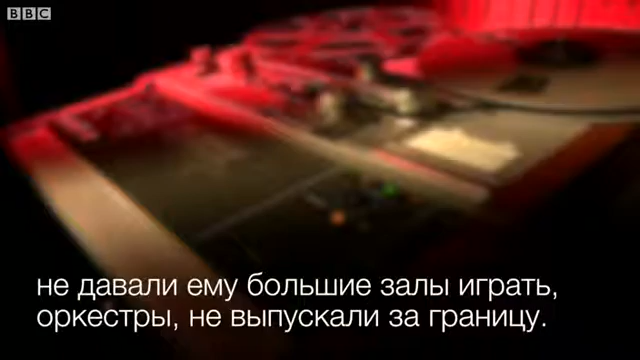 BBC
не давали ему большие залы играть,
оркестры, не выпускали за границу.